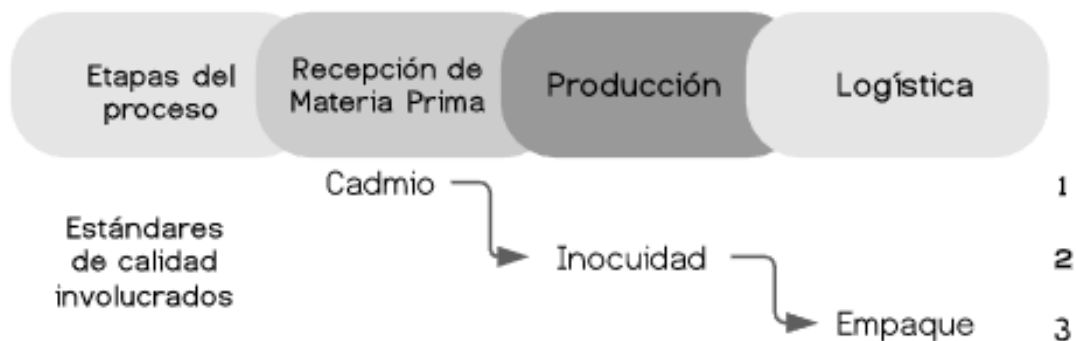 Etapas del
proceso
Recepción de
Materia Prima
Producción
Logística
Cadmio
1
Estándares
de calidad
involucrados
Inocuidad
2
Empaque
3